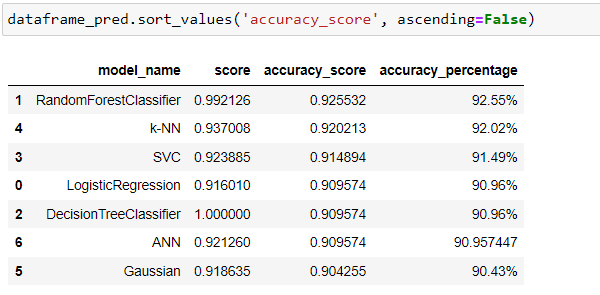 dataframe_pred.sort_values('accuracy_score', ascending=False)
model_name score accuracy_score accuracy_percentage
1 RandomForestClassifier 0.992126 0.925532 92.55%
4 k-NN 0.937008 0.920213 92.02%
3 SVC 0.923885 0.914894 91.49%
0 LogisticRegression 0.916010 0.909574 90.96%
2 DecisionTreeClassifier 1.000000 0.909574 90.96%
6 ANN 0.921260 0.909574 90.957447
5 Gaussian 0.918635 0.904255 90.43%